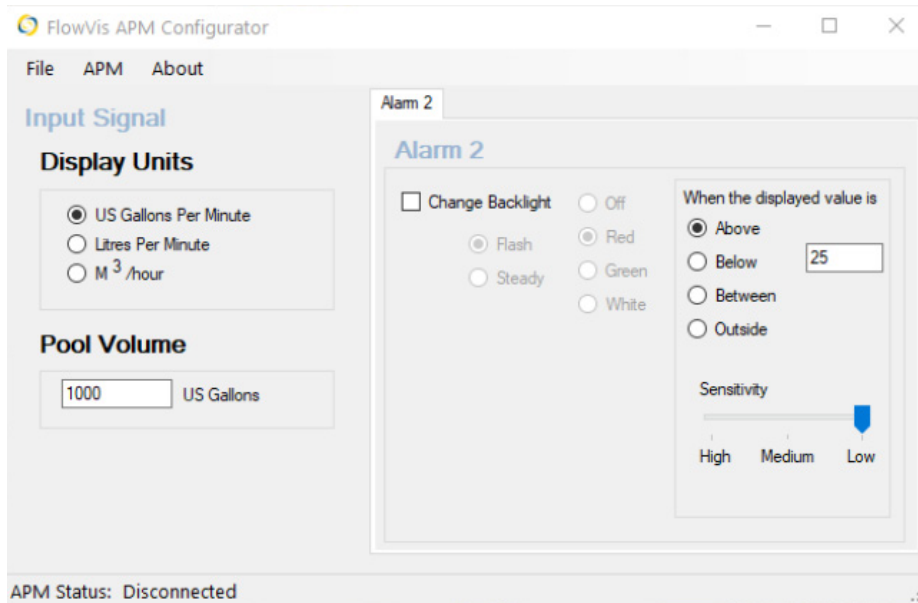 FlowVis APM Configurator
File APM About
Input Signal
Display Units
US Gallons Per Minute
Litres Per Minute
M 3 /hour
Pool Volume
1000 US Gallons
Alarm 2
Alarm 2
Change Backlight
Flash
Steady
Off
Red
Green
White
When the displayed value is
Above
Below
Between
Outside
25
Sensitivity
High Medium Low
APM Status: Disconnected